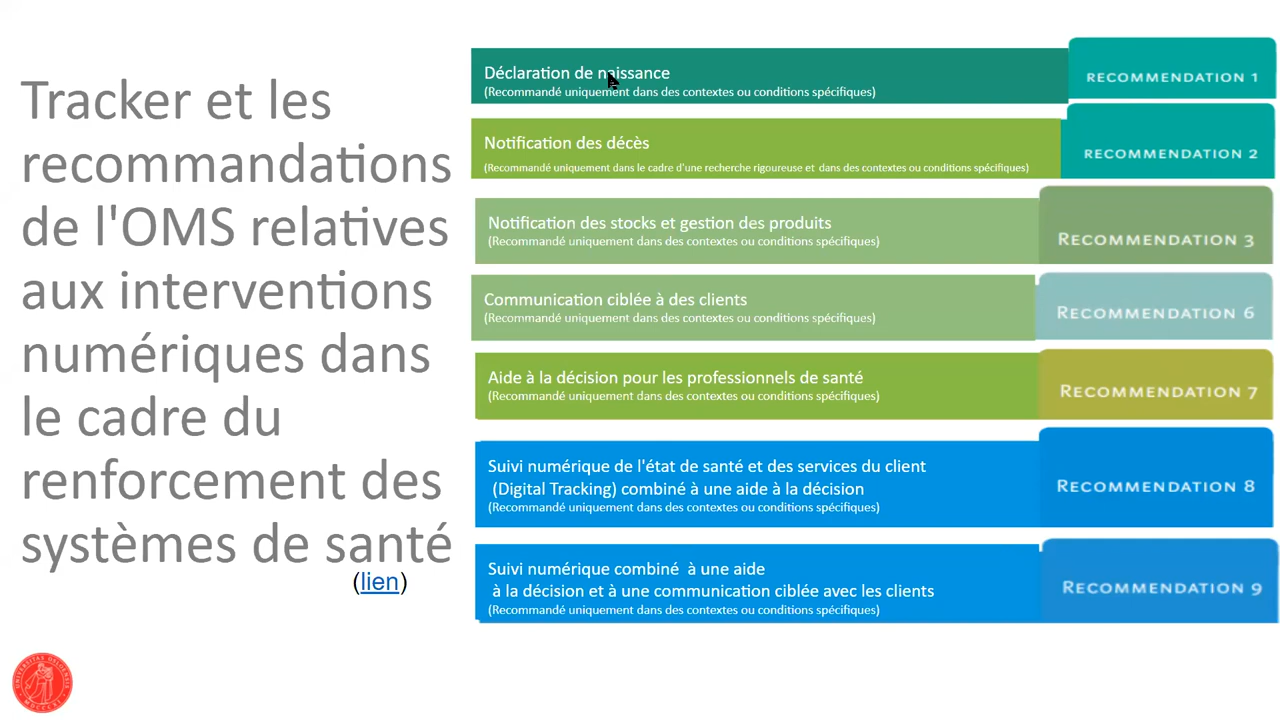 Tracker et les
recommandations
de l'OMS relatives
aux interventions
numériques dans
le cadre du
renforcement des
systèmes de santé
(lien)
Déclaration de naissance
(Recommandé uniquement dans des contextes ou conditions spécifiques)
RECOMMENDATION 1
Notification des décès
(Recommandé uniquement dans le cadre d'une recherche rigoureuse et dans des contextes ou conditions spécifiques)
RECOMMENDATION 2
Notification des stocks et gestion des produits
(Recommandé uniquement dans des contextes ou conditions spécifiques)
RECOMMENDATION 3
Communication ciblée à des clients
(Recommandé uniquement dans des contextes ou conditions spécifiques)
RECOMMENDATION 6
Aide à la décision pour les professionnels de santé
(Recommandé uniquement dans des contextes ou conditions spécifiques)
RECOMMENDATION 7
Suivi numérique de l'état de santé et des services du client
(Digital Tracking) combiné à une aide à la décision
(Recommandé uniquement dans des contextes ou conditions spécifiques)
RECOMMENDATION 8
Suivi numérique combiné à une aide
à la décision et à une communication ciblée avec les clients
(Recommandé uniquement dans des contextes ou conditions spécifiques)
RECOMMENDATION 9